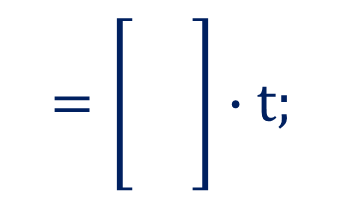 = [ ] · t;